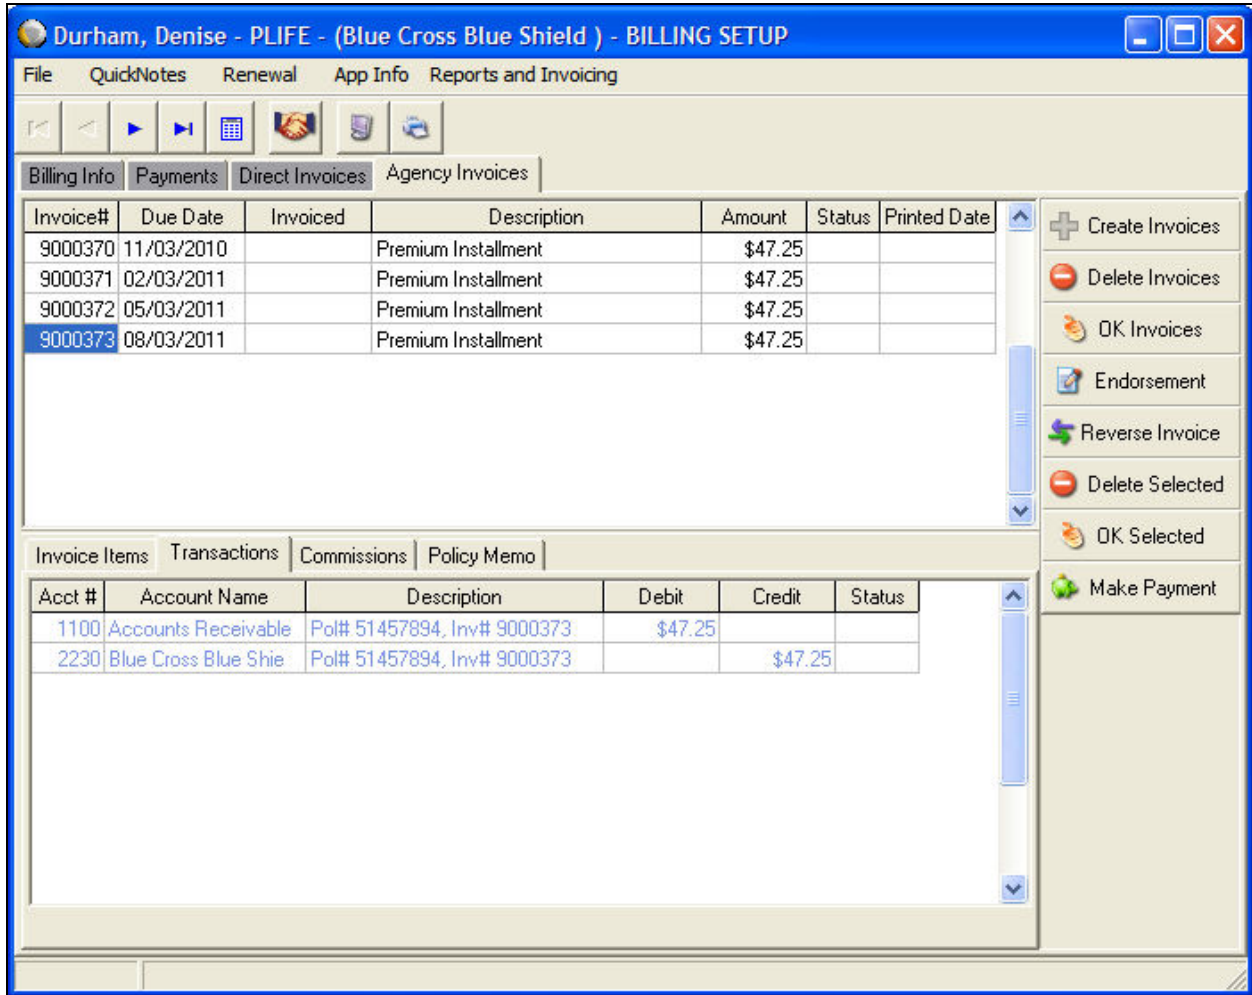 Durham, Denise - PLIFE - (Blue Cross Blue Shield ) - BILLING SETUP
File QuickNotes Renewal App Info Reports and Invoicing
Billing Info Payments Direct Invoices Agency Invoices
Invoice# Due Date Invoiced Description Amount Status Printed Date
9000370 11/03/2010 Premium Installment $47.25
9000371 02/03/2011 Premium Installment $47.25
9000372 05/03/2011 Premium Installment $47.25
9000373 08/03/2011 Premium Installment $47.25
Create Invoices
Delete Invoices
OK Invoices
Endorsement
Reverse Invoice
Delete Selected
OK Selected
Make Payment
Invoice Items Transactions Commissions Policy Memo
Acct # Account Name Description Debit Credit Status
1100 Accounts Receivable Pol# 51457894, Inv# 9000373 $47.25
2230 Blue Cross Blue Shie Pol# 51457894, Inv# 9000373 $47.25